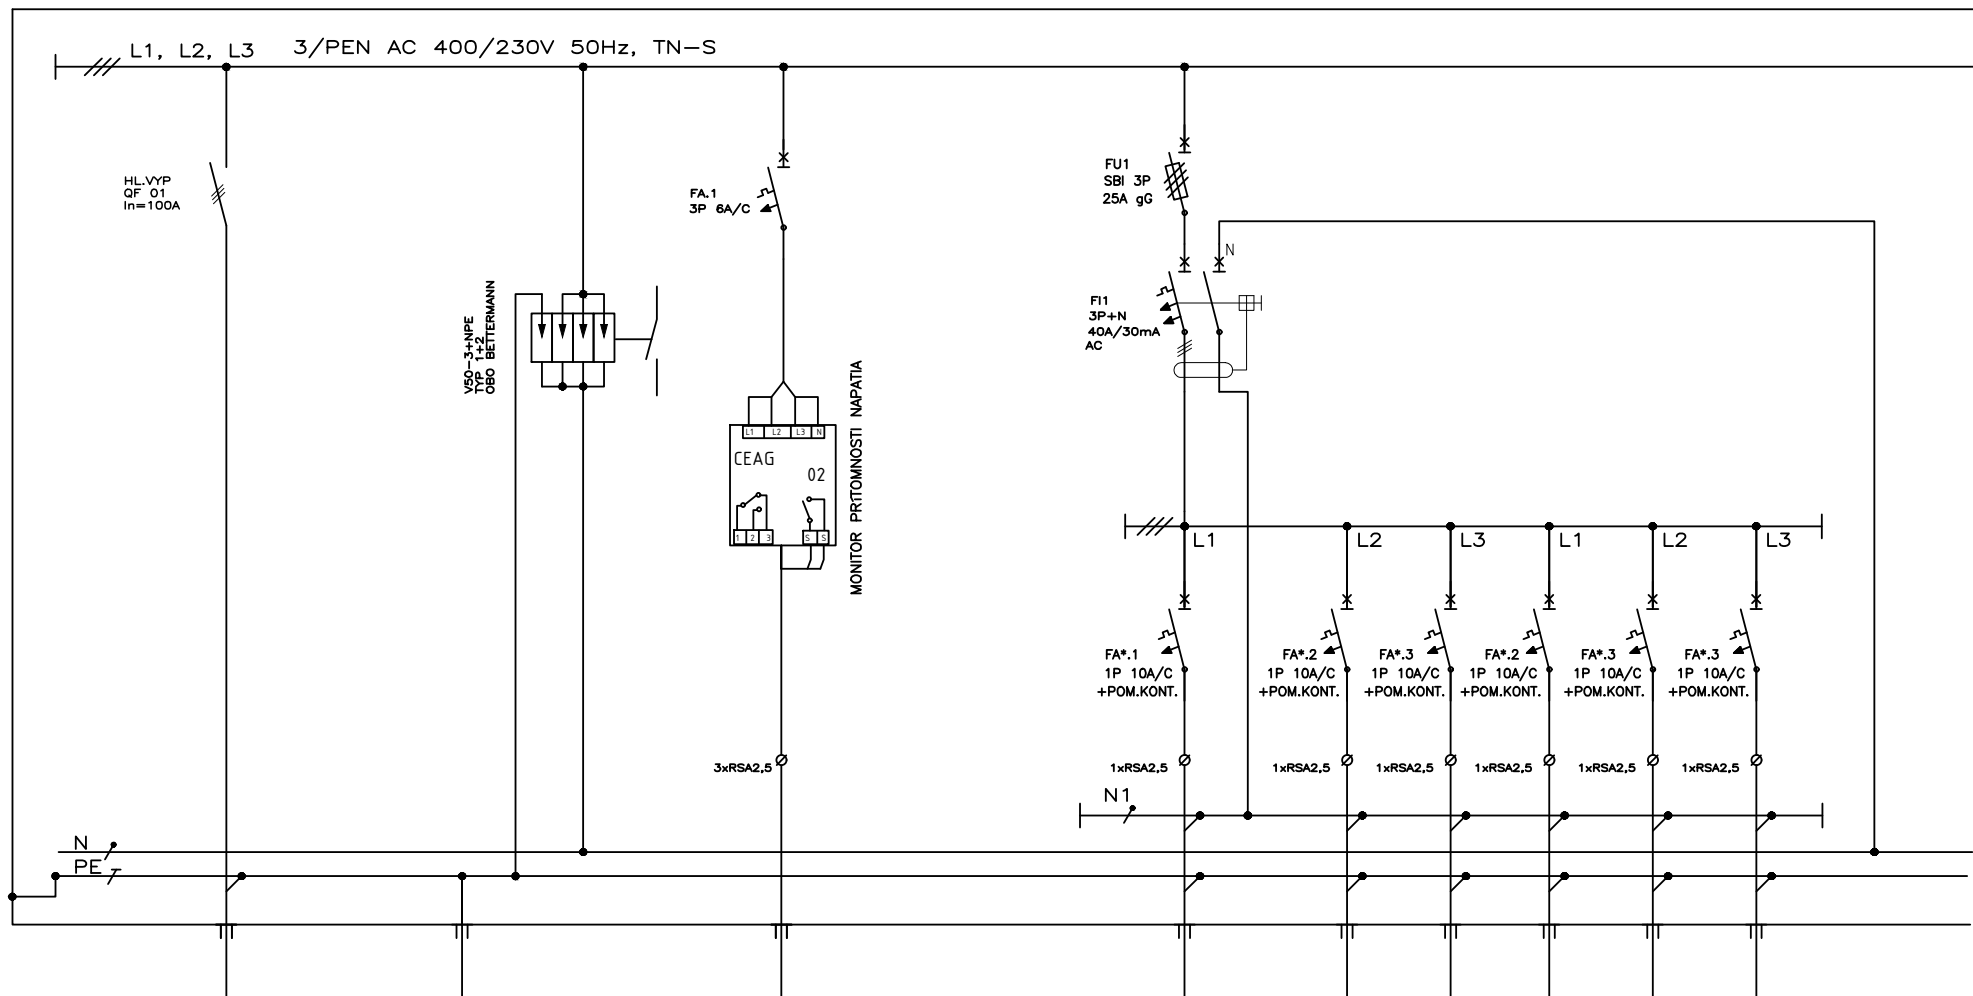 L1, L2, L3 3/PEN AC 400/230V 50Hz, TN-S
HL.VYP
QF 01
In=100A
V50-3+NPE
TYP 1+2
OBO BETTERMANN
FA.1
3P 6A/C
L1 L2 L3 N
CEAG
02
1 2 3 S S
MONITOR PRíTOMNOSTI NAPATIA
3xRSA2,5
FU1
SBI 3P
25A gG
N
FI1
3P+N
40A/30mA
AC
L1 L2 L3 L1 L2 L3
FA*.1
1P 10A/C
+POM.KONT.
FA*.2
1P 10A/C
+POM.KONT.
FA*.3
1P 10A/C
+POM.KONT.
FA*.2
1P 10A/C
+POM.KONT.
FA*.3
1P 10A/C
+POM.KONT.
FA*.3
1P 10A/C
+POM.KONT.
1xRSA2,5 1xRSA2,5 1xRSA2,5 1xRSA2,5 1xRSA2,5 1xRSA2,5
N1
N
PE